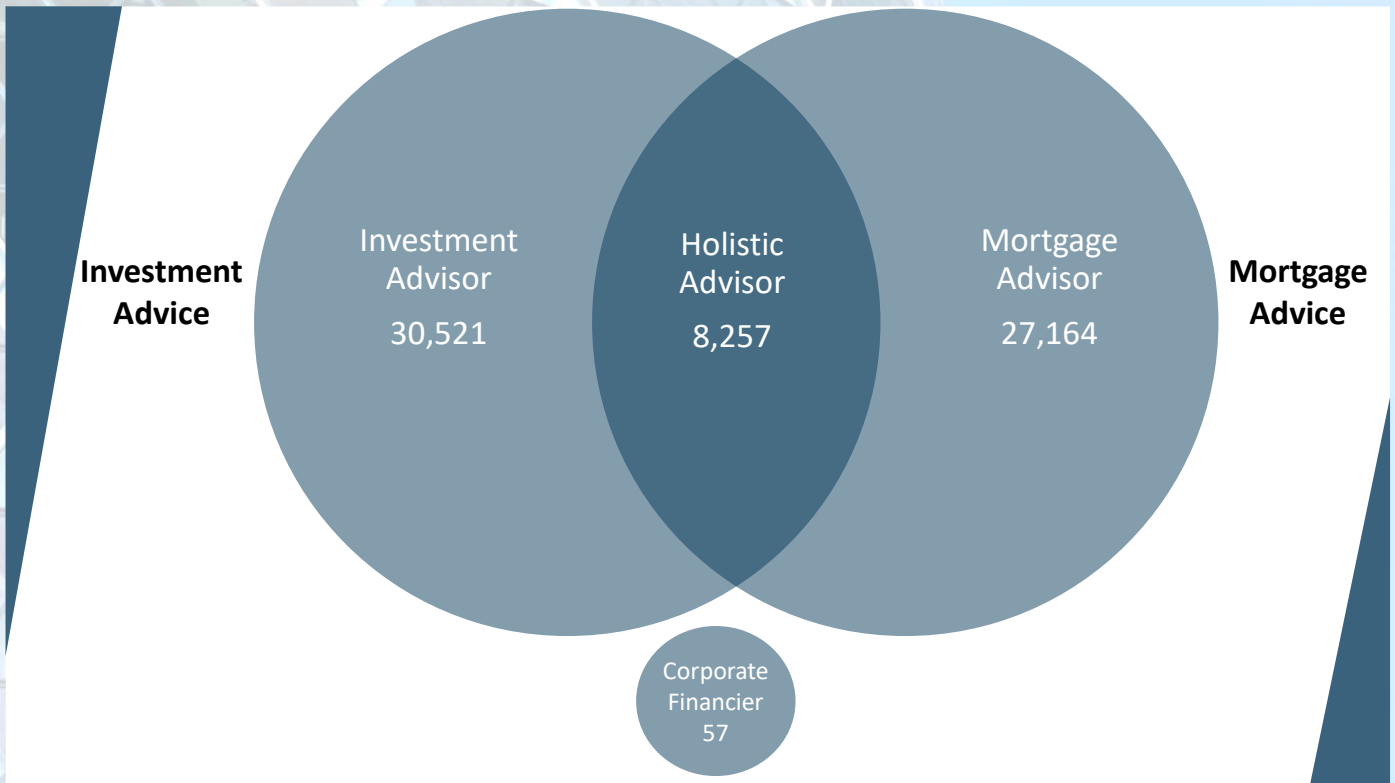 Investment
Advice
Investment
Advisor
30,521
Holistic
Advisor
8,257
Mortgage
Advisor
27,164
Mortgage
Advice
Corporate
Financier
57